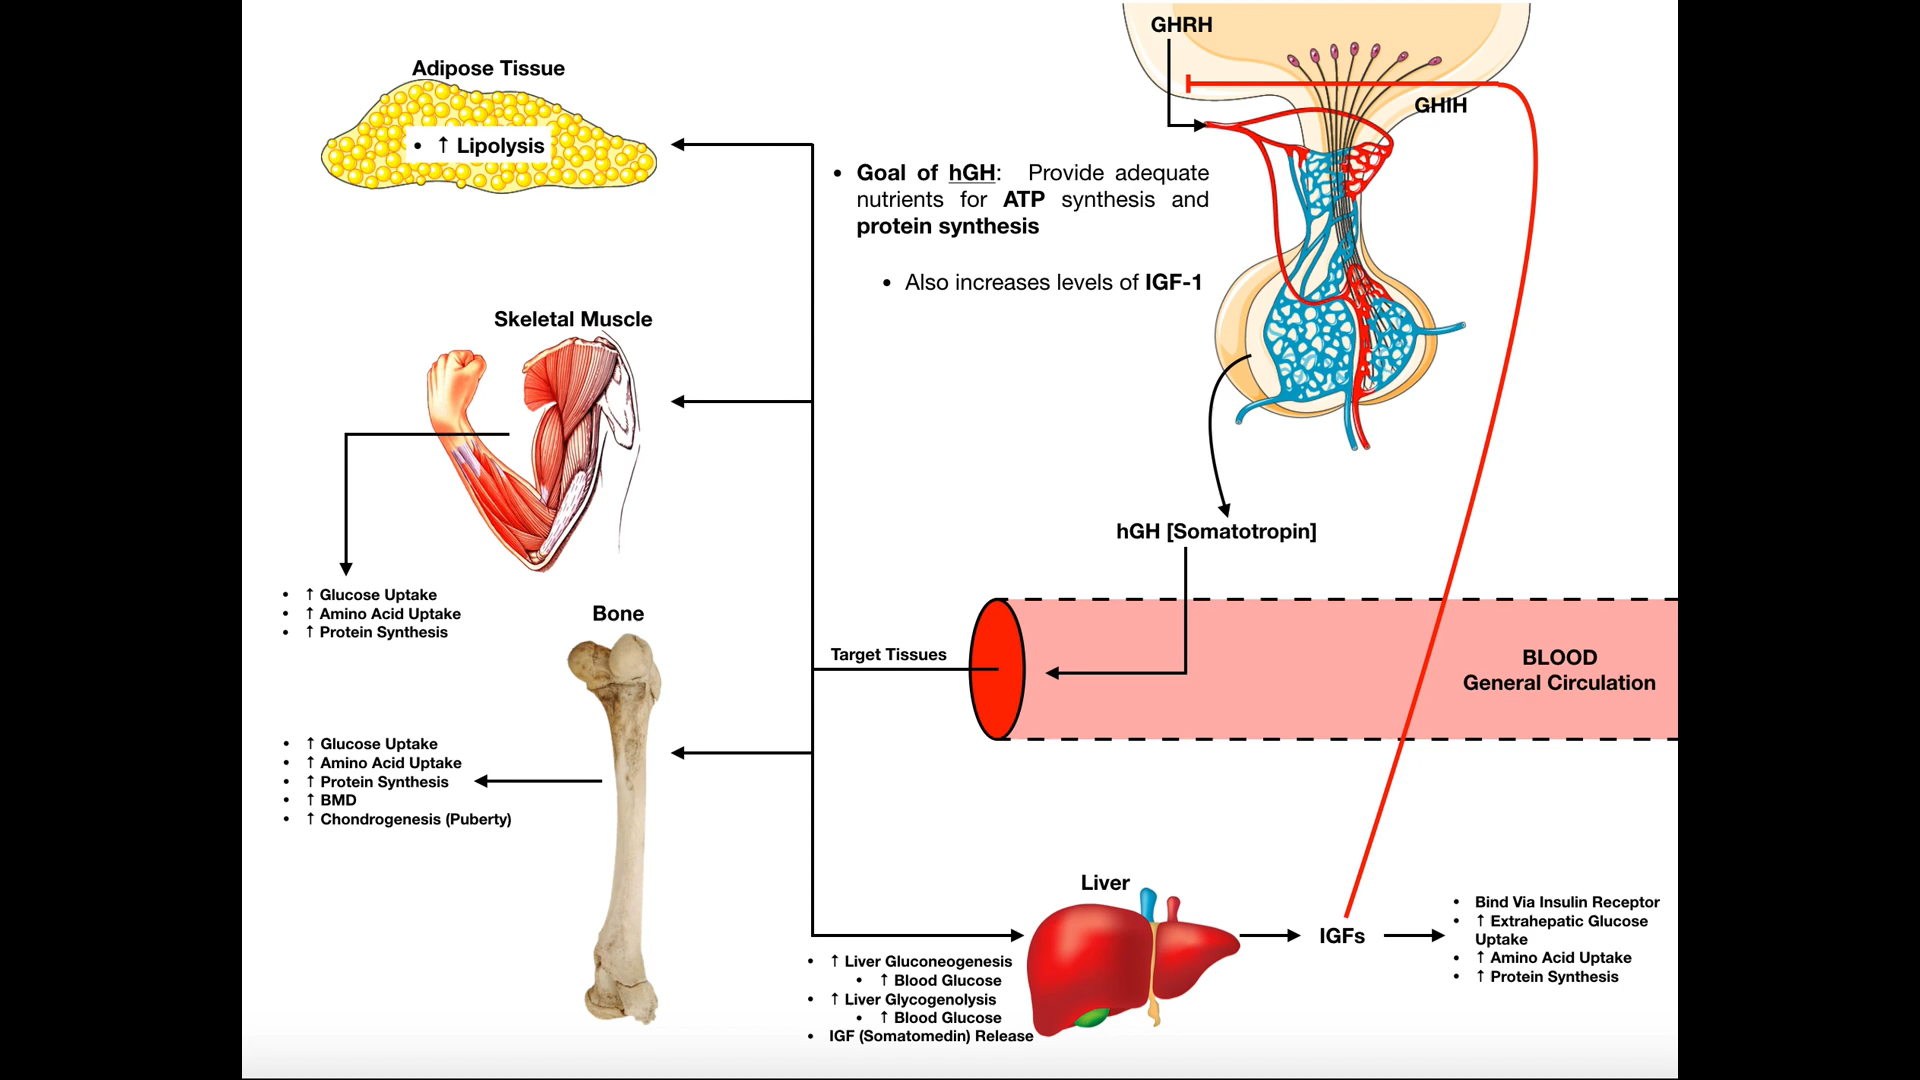 GHRH
GHIH
Adipose Tissue
• ↑ Lipolysis
• Goal of hGH: Provide adequate
nutrients for ATP synthesis and
protein synthesis
• Also increases levels of IGF-1
Skeletal Muscle
• ↑ Glucose Uptake
• ↑ Amino Acid Uptake
• ↑ Protein Synthesis
hGH [Somatotropin]
Bone
• ↑ Glucose Uptake
• ↑ Amino Acid Uptake
• ↑ Protein Synthesis
• ↑ BMD
• ↑ Chondrogenesis (Puberty)
Target Tissues
BLOOD
General Circulation
Liver
• ↑ Liver Gluconeogenesis
• ↑ Blood Glucose
• ↑ Liver Glycogenolysis
• ↑ Blood Glucose
• IGF (Somatomedin) Release
IGFs
• Bind Via Insulin Receptor
• ↑ Extrahepatic Glucose
Uptake
• ↑ Amino Acid Uptake
• ↑ Protein Synthesis